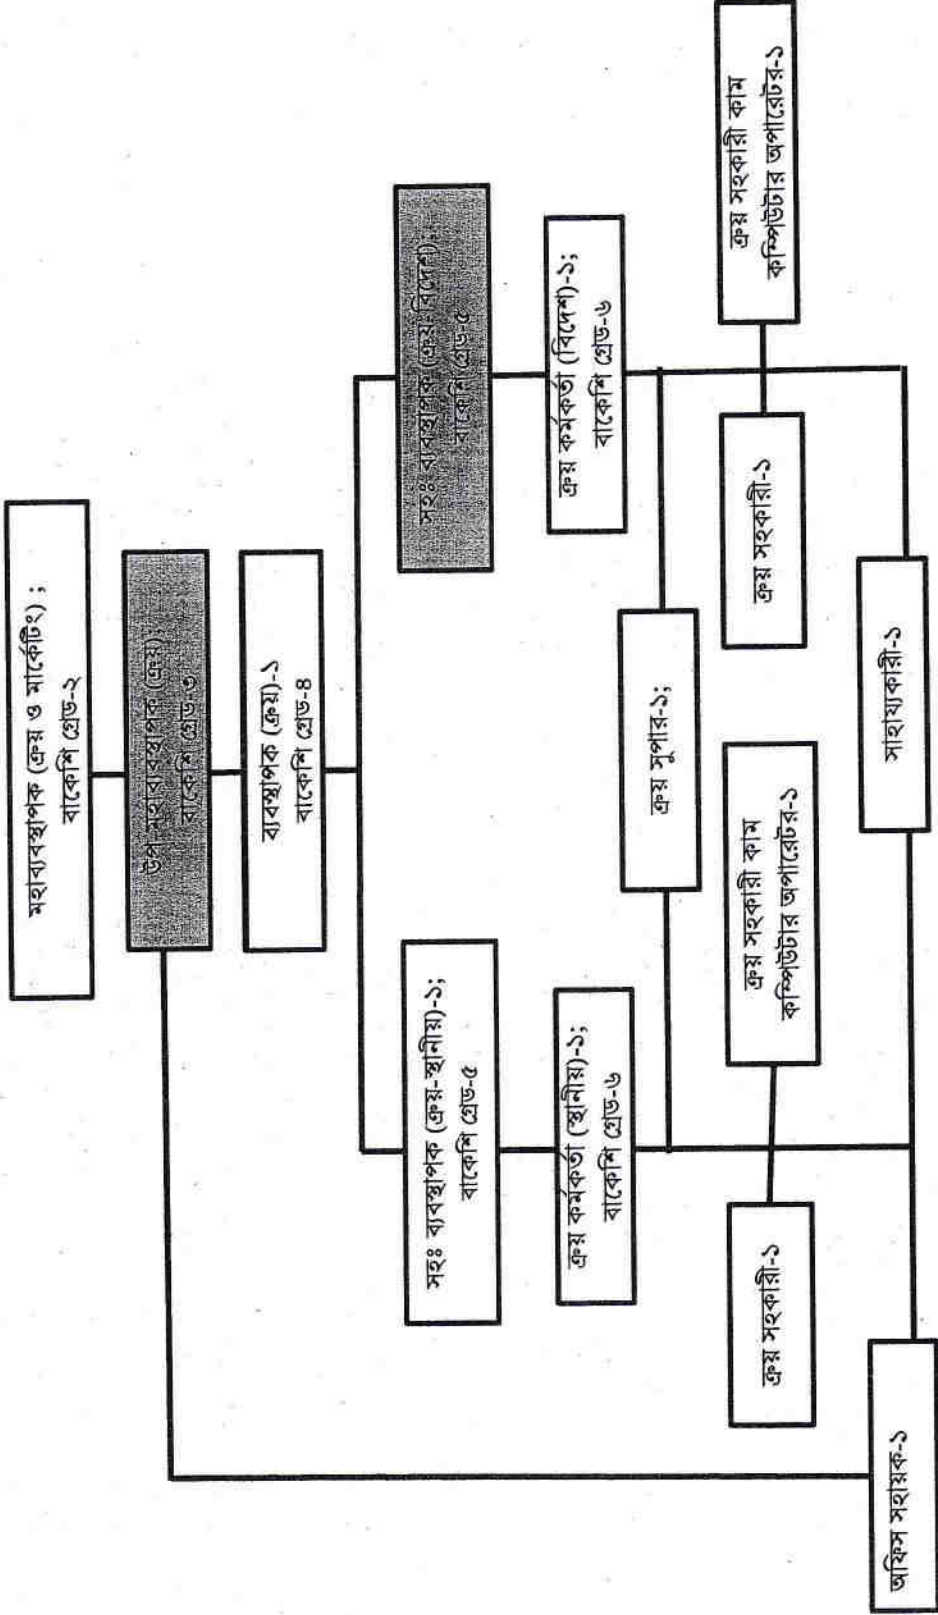 মহাব্যবস্থাপক (ক্রয় ও মার্কেটিং) ;
বাকেশি গ্রেড-২
উপ-মহাব্যবস্থাপক (ক্রয়);
বাকেশি গ্রেড-৩
ব্যবস্থাপক (ক্রয়)-১
বাকেশি গ্রেড-৪
সহঃ ব্যবস্থাপক (ক্রয়-স্থানীয়)-১;
বাকেশি গ্রেড-৫
সহঃ ব্যবস্থাপক (ক্রয়-বিদেশ);
বাকেশি গ্রেড-৫
ক্রয় কর্মকর্তা (স্থানীয়)-১;
বাকেশি গ্রেড-৬
ক্রয় কর্মকর্তা (বিদেশ)-১;
বাকেশি গ্রেড-৬
ক্রয় সুপার-১;
ক্রয় সহকারী-১
ক্রয় সহকারী কাম
কম্পিউটার অপারেটর-১
ক্রয় সহকারী-১
ক্রয় সহকারী কাম
কম্পিউটার অপারেটর-১
অফিস সহায়ক-১
সাহায্যকারী-১